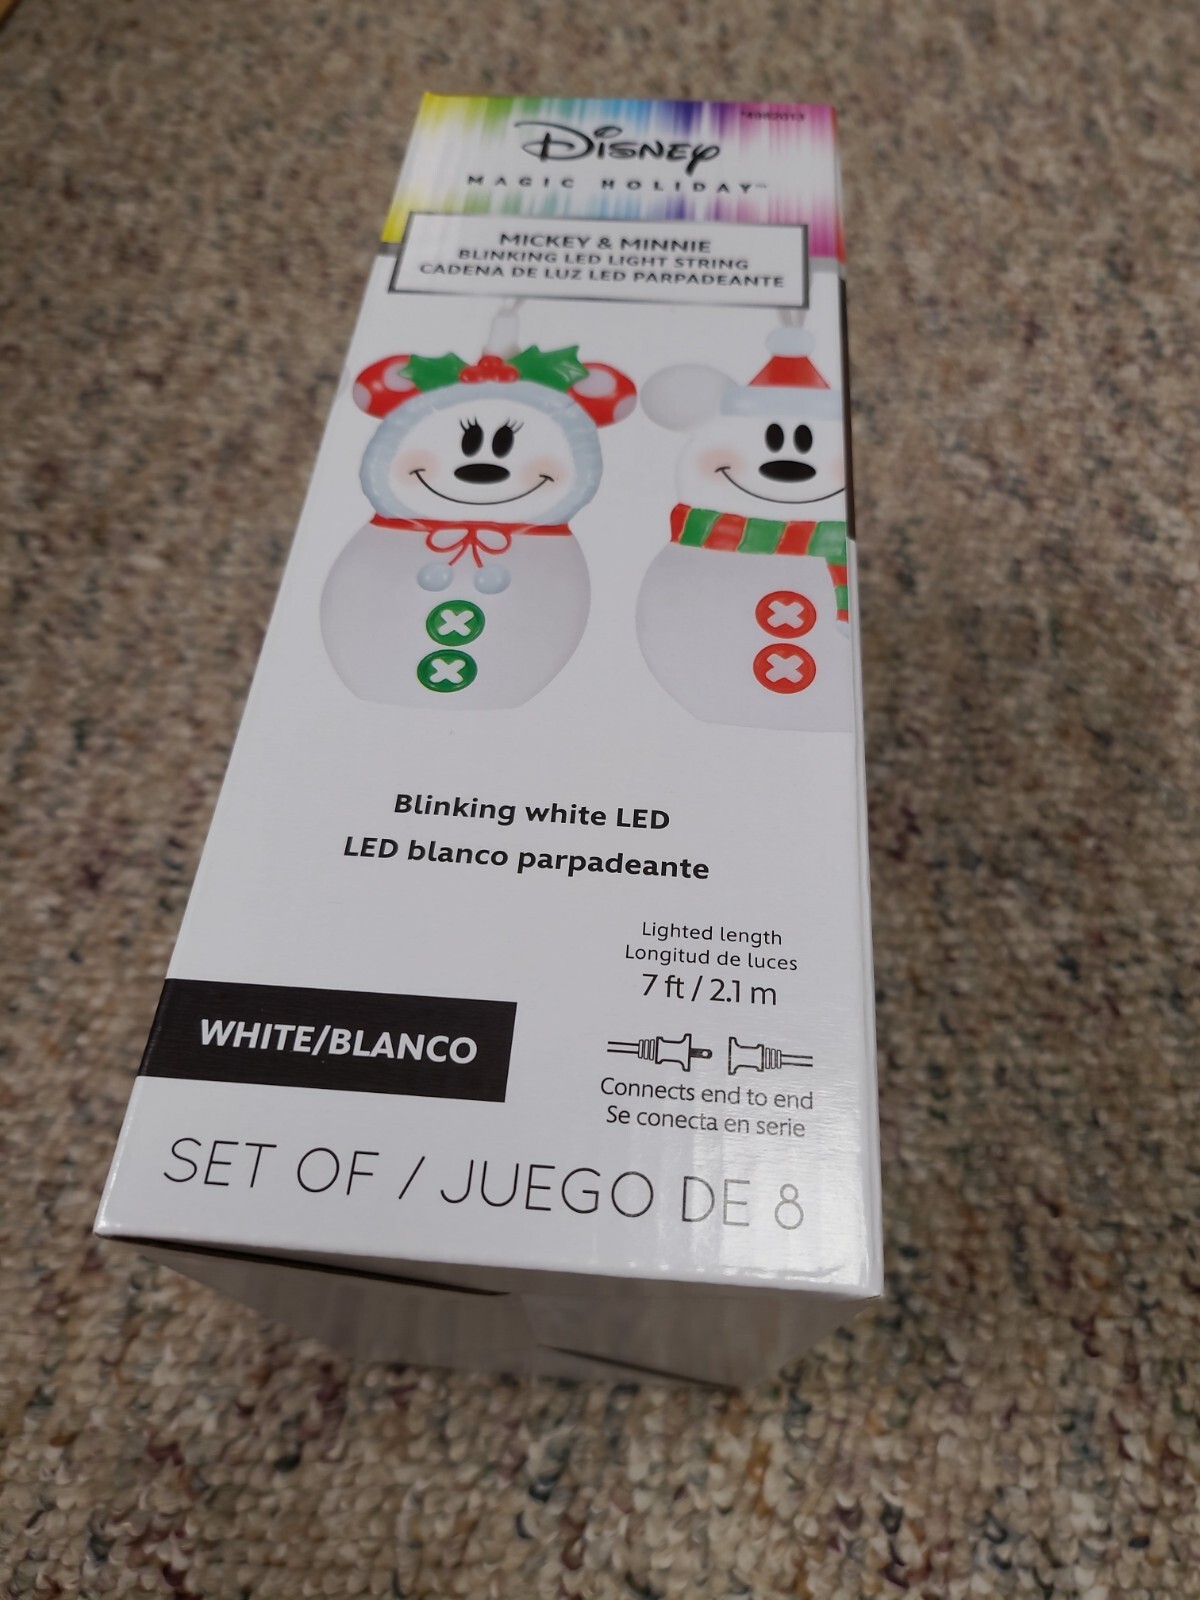 Disney
MAGIC HOLIDAY™
MICKEY & MINNIE
BLINKING LED LIGHT STRING
CADENA DE LUZ LED PARPADEANTE
Blinking white LED
LED blanco parpadeante
Lighted length
Longitud de luces
7 ft / 2.1 m
WHITE/BLANCO
Connects end to end
Se conecta en serie
SET OF / JUEGO DE 8